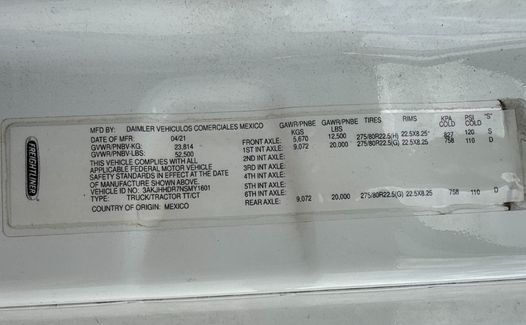 FREIGHTLINER
MFD BY: DAIMLER VEHICULOS COMERCIALES MEXICO
DATE OF MFR: 04/21
GVWR/PNBV-KG: 23,814
GVWR/PNBV-LBS: 52,500
THIS VEHICLE COMPLIES WITH ALL
APPLICABLE FEDERAL MOTOR VEHICLE
SAFETY STANDARDS IN EFFECT AT THE DATE
OF MANUFACTURE SHOWN ABOVE.
VEHICLE ID NO.: 3AKJHHDR7NSMY1601
TYPE: TRUCK/TRACTOR TT/CT
COUNTRY OF ORIGIN: MEXICO
GAWR/PNBE KGS GAWR/PNBE LBS TIRES RIMS KPA COLD PSI COLD "S"
FRONT AXLE: 5,670 12,500 275/80R22.5(H) 22.5X8.25* 827 120 S
1ST INT AXLE: 9,072 20,000 275/80R22.5(G) 22.5X8.25 758 110 D
2ND INT AXLE:
3RD INT AXLE:
4TH INT AXLE:
5TH INT AXLE:
6TH INT AXLE:
REAR AXLE: 9,072 20,000 275/80R22.5(G) 22.5X8.25 758 110 D